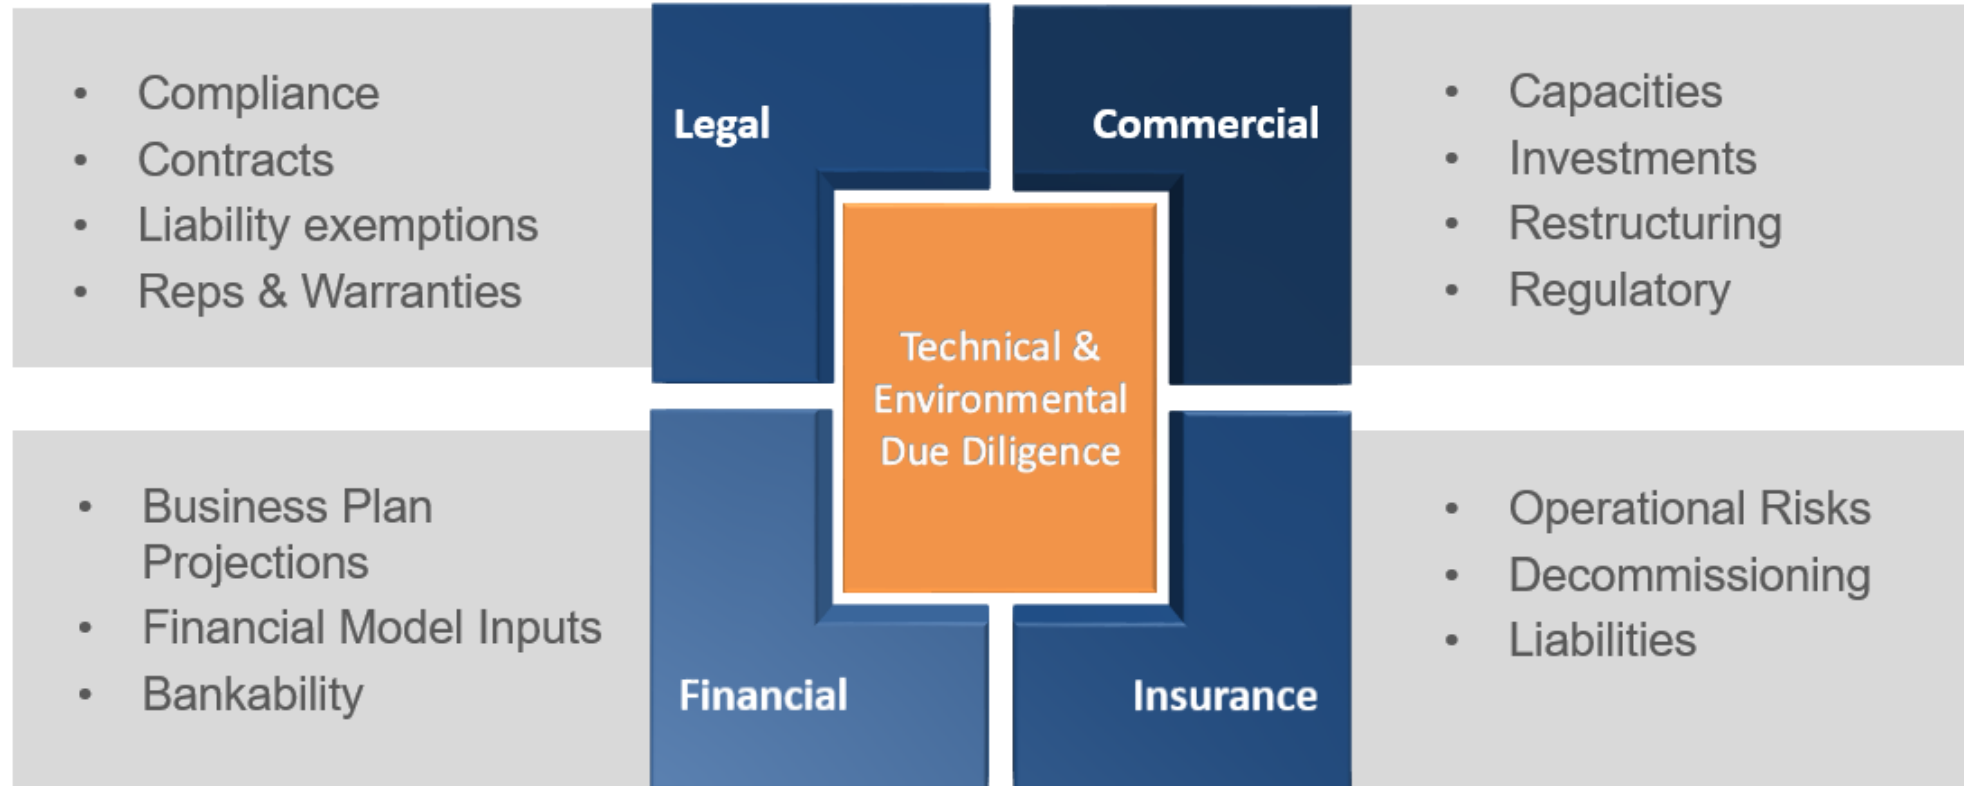 Legal
• Compliance
• Contracts
• Liability exemptions
• Reps & Warranties
Commercial
• Capacities
• Investments
• Restructuring
• Regulatory
Technical &
Environmental
Due Diligence
• Business Plan
Projections
• Financial Model Inputs
• Bankability
Financial
• Operational Risks
• Decommissioning
• Liabilities
Insurance